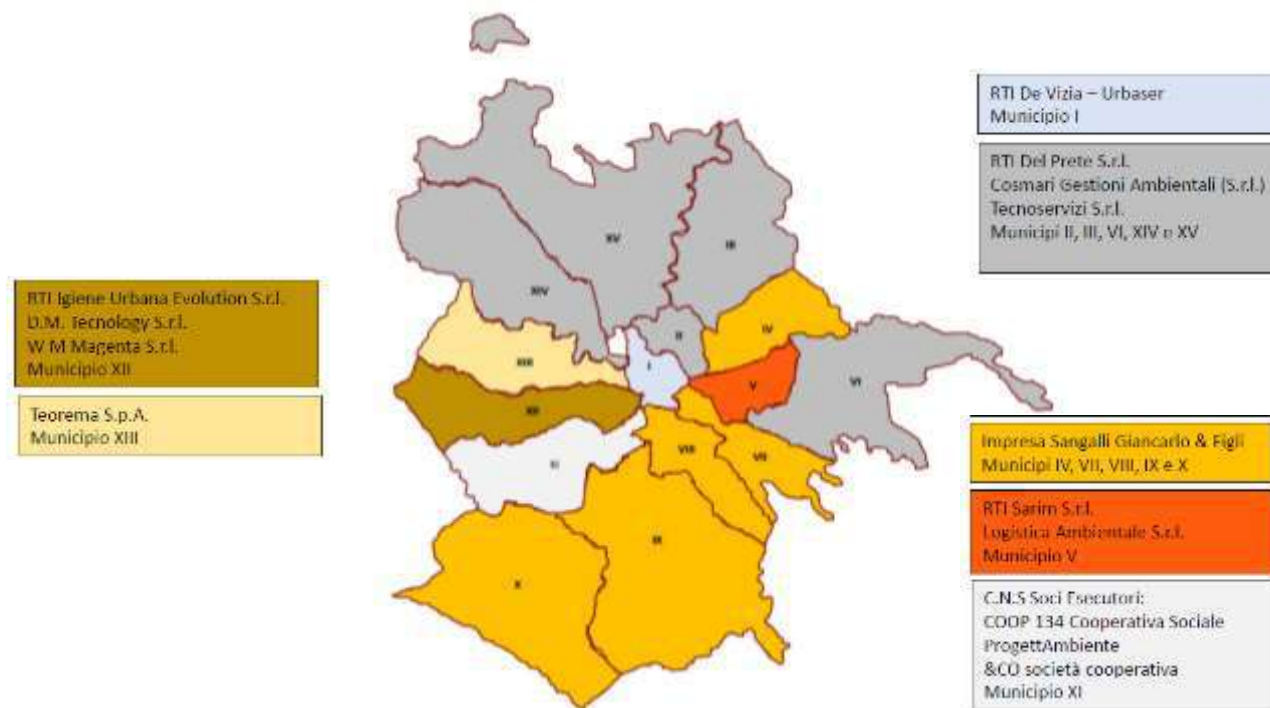 RTI De Vizia – Urbaser
Municipio I
RTI Del Prete S.r.l.
Cosmari Gestioni Ambientali (S.r.l.)
Tecnoservizi S.r.l.
Municipi II, III, VI, XIV e XV
XV
III
XIV
IV
II
RTI Igiene Urbana Evolution S.r.l.
D.M. Tecnology S.r.l.
W M Magenta S.r.l.
Municipio XII
XIII
I
V
VI
XII
Teorema S.p.A.
Municipio XIII
Impresa Sangalli Giancarlo & Figli
Municipi IV, VII, VIII, IX e X
VIII
VII
RTI Sarim S.r.l.
Logistica Ambientale S.r.l.
Municipio V
IX
X
C.N.S Soci Esecutori:
COOP 134 Cooperativa Sociale
ProgettAmbiente
&CO società cooperativa
Municipio XI